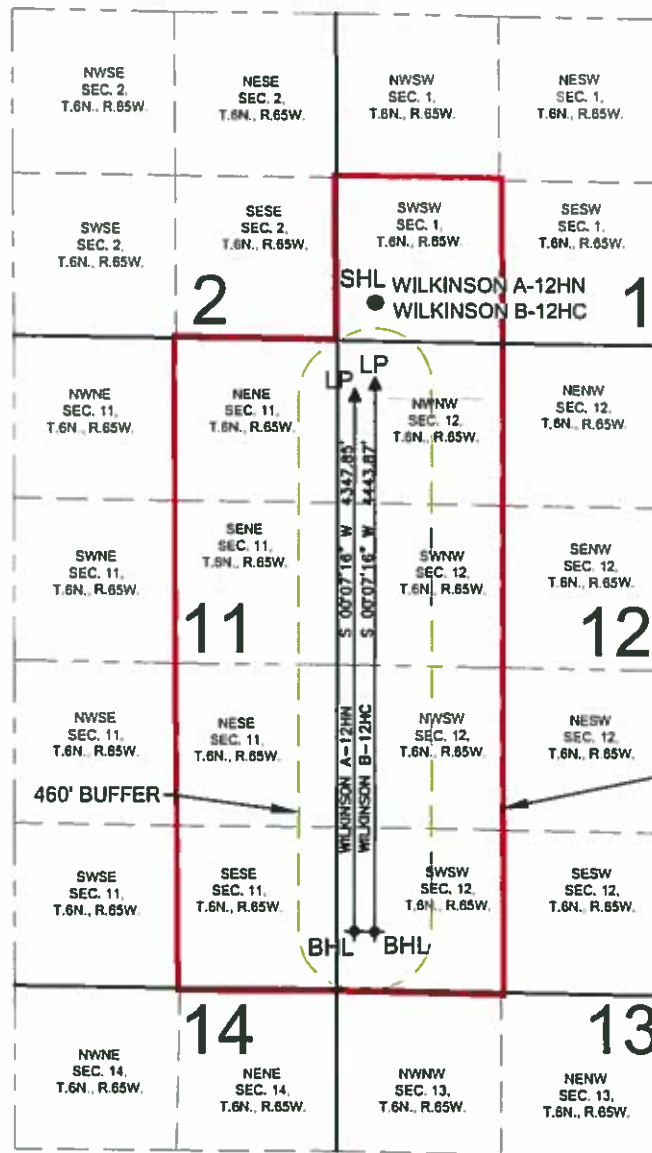 NWSE
SEC. 2,
T.6N., R.65W.
NESE
SEC. 2,
T.6N., R.65W.
NWSW
SEC. 1,
T.6N., R.65W.
NESW
SEC. 1,
T.6N., R.65W.
SWSE
SEC. 2,
T.6N., R.65W.
SESE
SEC. 2,
T.6N., R.65W.
SWSW
SEC. 1,
T.6N., R.65W.
SESW
SEC. 1,
T.6N., R.65W.
2
SHL
WILKINSON A-12HN
WILKINSON B-12HC
1
NWNE
SEC. 11,
T.6N., R.65W.
NENE
SEC. 11,
T.6N., R.65W.
LP
LP
NWNW
SEC. 12,
T.6N., R.65W.
NENW
SEC. 12,
T.6N., R.65W.
S 00°07'16" W 4347.85'
S 00°07'16" W 4443.87'
SWNE
SEC. 11,
T.6N., R.65W.
SENE
SEC. 11,
T.6N., R.65W.
SWNW
SEC. 12,
T.6N., R.65W.
SENW
SEC. 12,
T.6N., R.65W.
11
12
NWSE
SEC. 11,
T.6N., R.65W.
NESE
SEC. 11,
T.6N., R.65W.
NWSW
SEC. 12,
T.6N., R.65W.
NESW
SEC. 12,
T.6N., R.65W.
WILKINSON A-12HN
WILKINSON B-12HC
460' BUFFER
SWSE
SEC. 11,
T.6N., R.65W.
SESE
SEC. 11,
T.6N., R.65W.
SWSW
SEC. 12,
T.6N., R.65W.
SESW
SEC. 12,
T.6N., R.65W.
BHL
BHL
14
13
NWNE
SEC. 14,
T.6N., R.65W.
NENE
SEC. 14,
T.6N., R.65W.
NWNW
SEC. 13,
T.6N., R.65W.
NENW
SEC. 13,
T.6N., R.65W.